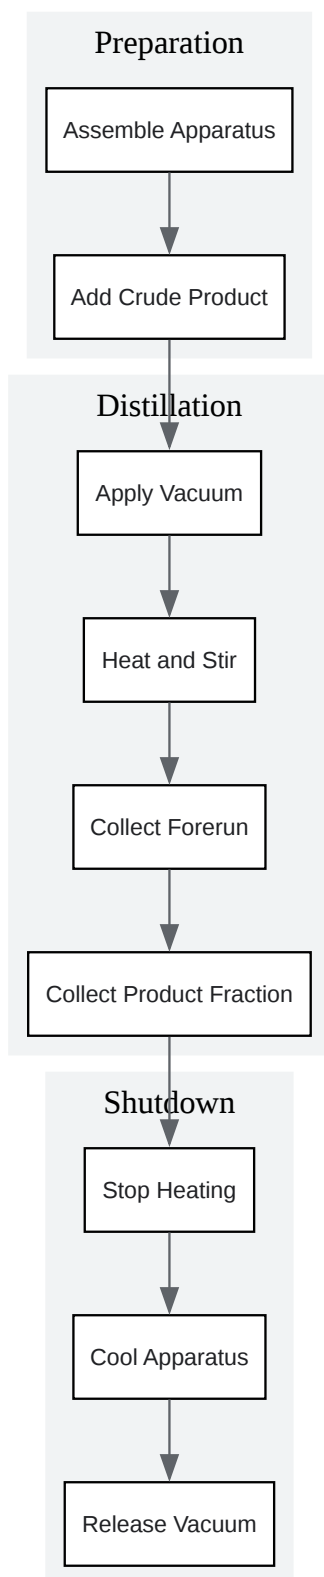 Preparation
Assemble Apparatus
Add Crude Product
Distillation
Apply Vacuum
Heat and Stir
Collect Forerun
Collect Product Fraction
Shutdown
Stop Heating
Cool Apparatus
Release Vacuum